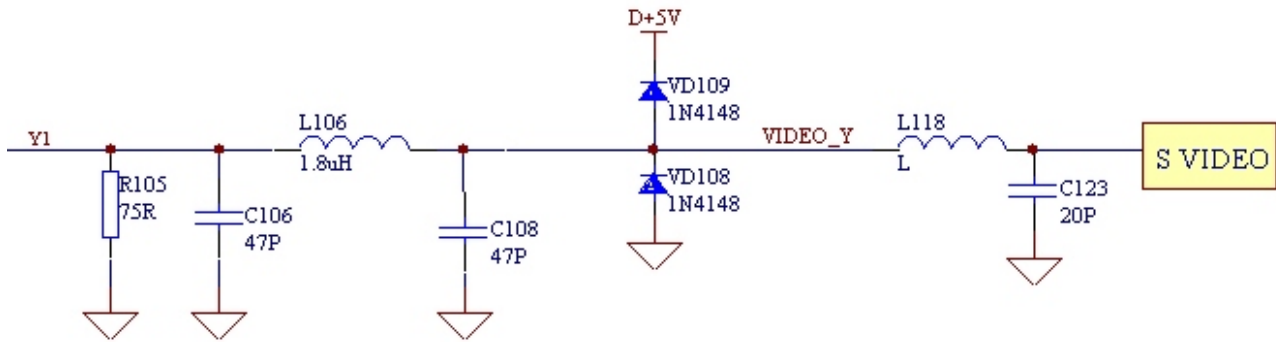 D+5V
VD109
1N4148
Y1
L106
1.8uH
VIDEO_Y
L118
L
S VIDEO
R105
75R
C106
47P
C108
47P
VD108
1N4148
C123
20P